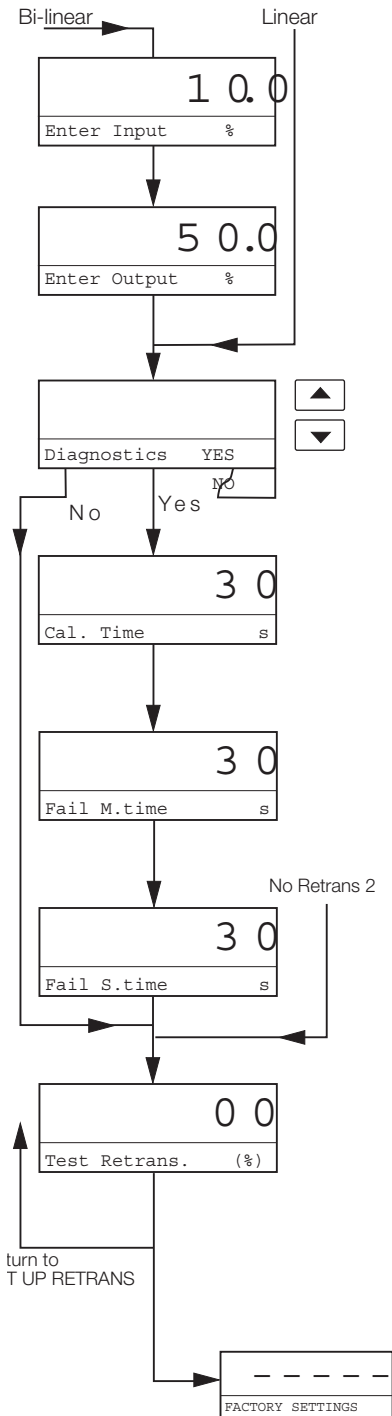 Bi-linear
Linear
10.0
Enter Input %
50.0
Enter Output %
Diagnostics YES
NO
No
Yes
30
Cal. Time s
30
Fail M.time s
No Retrans 2
30
Fail S.time s
00
Test Retrans. (%)
turn to
T UP RETRANS
-----
FACTORY SETTINGS